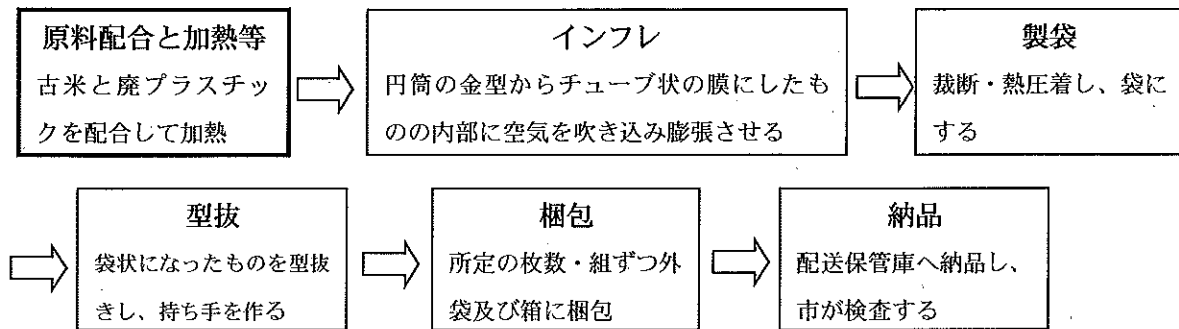 原料配合と加熱等
古米と廃プラスチッ
クを配合して加熱
インフレ
円筒の金型からチューブ状の膜にしたも
のの内部に空気を吹き込み膨張させる
製袋
裁断・熱圧着し、袋に
する
型抜
袋状になったものを型抜
きし、持ち手を作る
梱包
所定の枚数・組ずつ外
袋及び箱に梱包
納品
配送保管庫へ納品し、
市が検査する